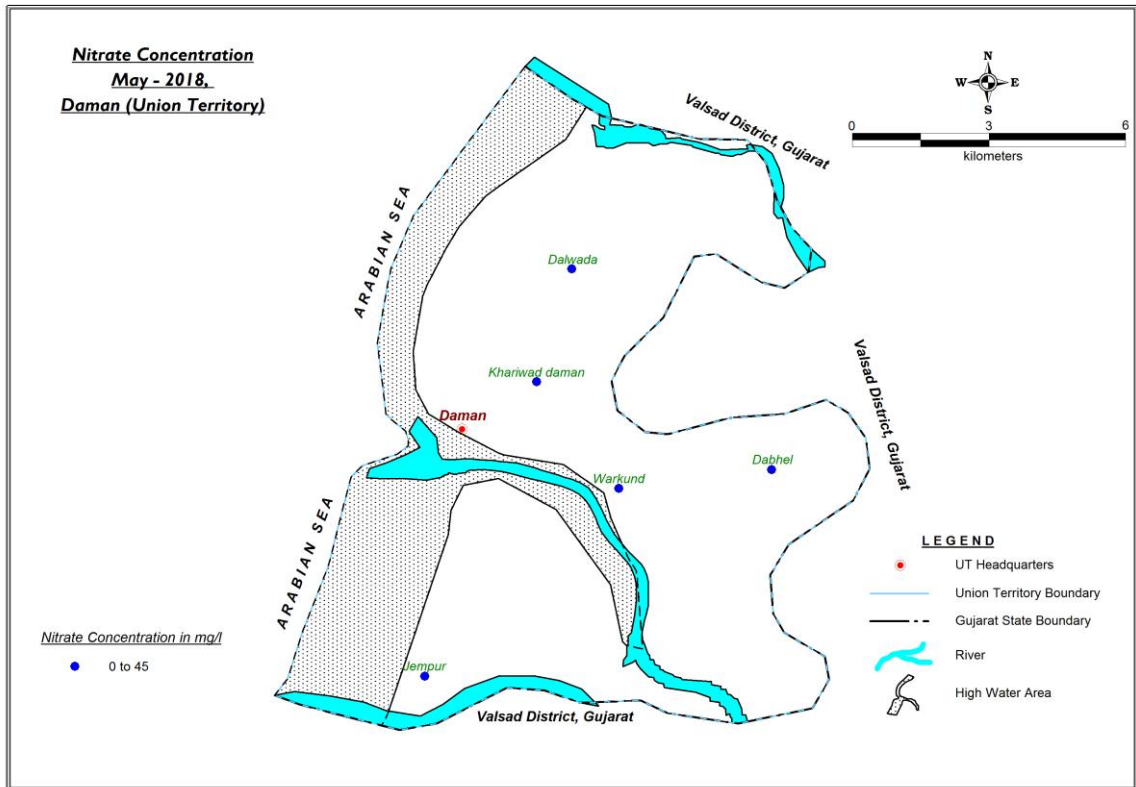 Nitrate Concentration
May - 2018,
Daman (Union Territory)
N
W E
S
0 3 6
kilometers
Valsad District, Gujarat
ARABIAN SEA
Dalwada
Khariwad daman
Daman
Valsad District, Gujarat
Dabhel
Warkund
ARABIAN SEA
LEGEND
UT Headquarters
Union Territory Boundary
Gujarat State Boundary
River
High Water Area
Nitrate Concentration in mg/l
0 to 45
Jempur
Valsad District, Gujarat